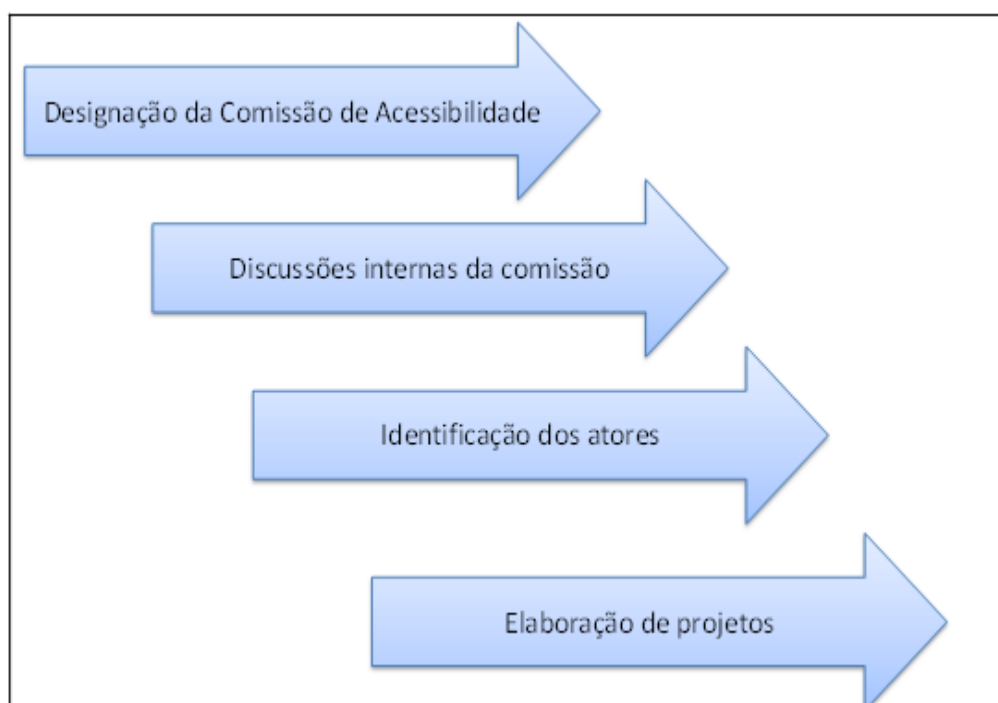 Designação da Comissão de Acessibilidade
Discussões internas da comissão
Identificação dos atores
Elaboração de projetos